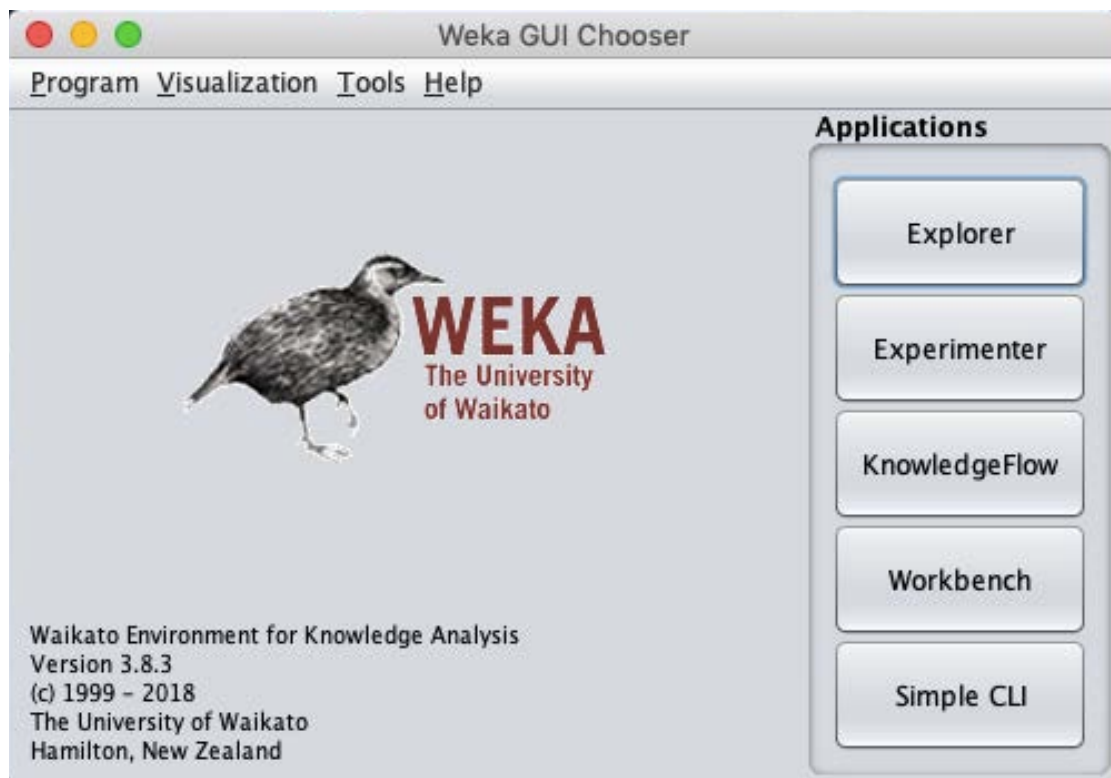 Weka GUI Chooser
Program Visualization Tools Help
Applications
Explorer
Experimenter
KnowledgeFlow
Workbench
Simple CLI
WEKA
The University
of Waikato
Waikato Environment for Knowledge Analysis
Version 3.8.3
(c) 1999 – 2018
The University of Waikato
Hamilton, New Zealand